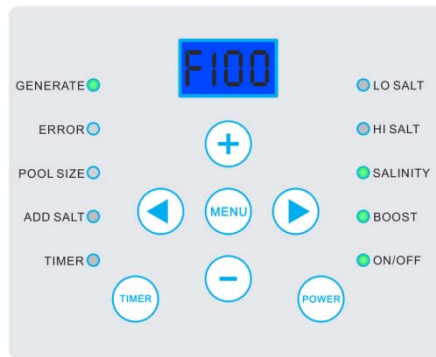 F100
GENERATE
ERROR
POOL SIZE
ADD SALT
TIMER
LO SALT
HI SALT
SALINITY
BOOST
ON/OFF
+
MENU
−
TIMER
POWER